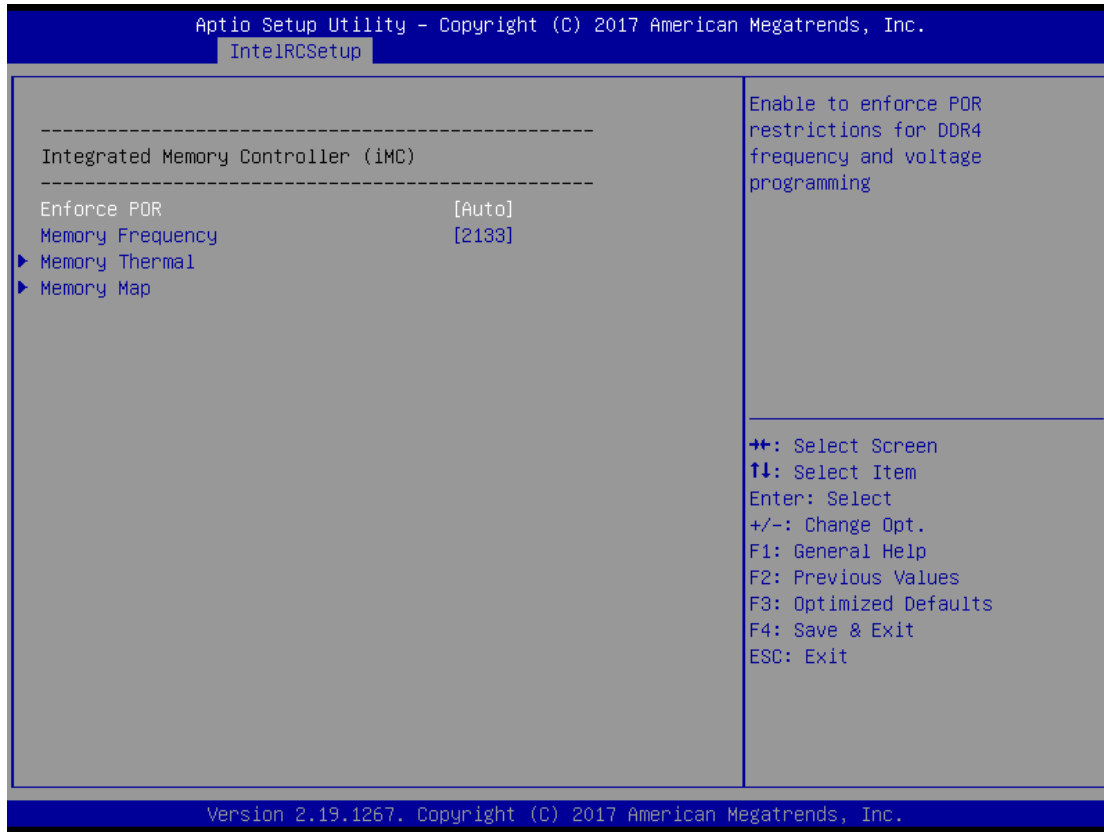 Aptio Setup Utility – Copyright (C) 2017 American Megatrends, Inc.
IntelRCSetup
--------------------------------------------------
Integrated Memory Controller (iMC)
--------------------------------------------------
Enforce POR [Auto]
Memory Frequency [2133]
▶ Memory Thermal
▶ Memory Map
Enable to enforce POR
restrictions for DDR4
frequency and voltage
programming
→←: Select Screen
↑↓: Select Item
Enter: Select
+/-: Change Opt.
F1: General Help
F2: Previous Values
F3: Optimized Defaults
F4: Save & Exit
ESC: Exit
Version 2.19.1267. Copyright (C) 2017 American Megatrends, Inc.